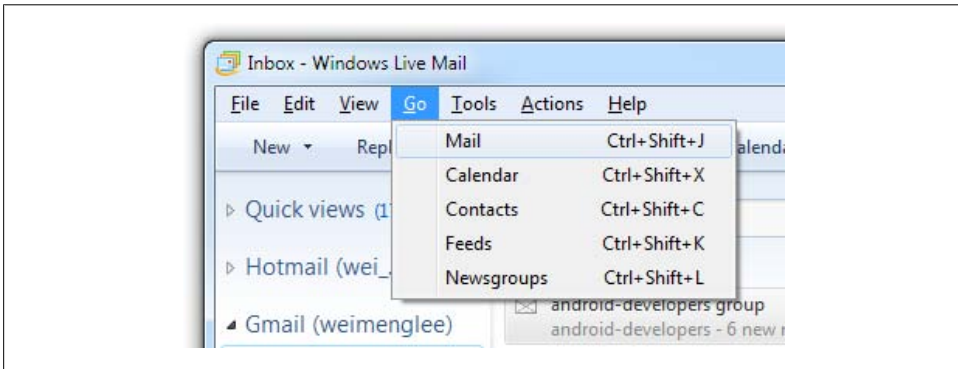 Inbox - Windows Live Mail
File Edit View Go Tools Actions Help
New
Mail Ctrl+Shift+J
Calendar Ctrl+Shift+X
Quick views
Contacts Ctrl+Shift+C
Feeds Ctrl+Shift+K
Hotmail (wei_
Newsgroups Ctrl+Shift+L
android-developers group
Gmail (weimenglee)
android-developers - 6 new